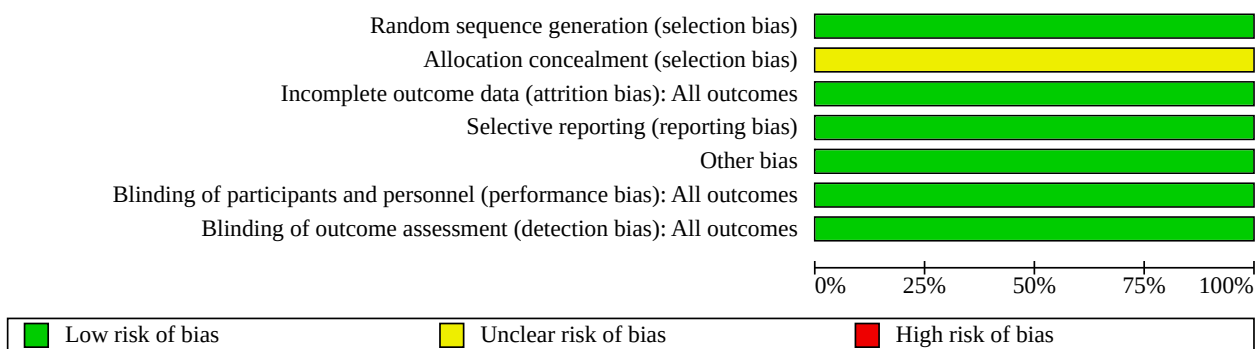 Random sequence generation (selection bias)
Allocation concealment (selection bias)
Incomplete outcome data (attrition bias): All outcomes
Selective reporting (reporting bias)
Other bias
Blinding of participants and personnel (performance bias): All outcomes
Blinding of outcome assessment (detection bias): All outcomes
0% 25% 50% 75% 100%
Low risk of bias Unclear risk of bias High risk of bias